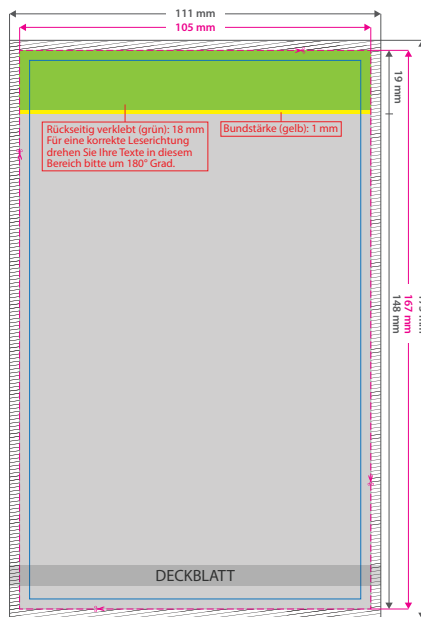 111 mm
105 mm
19 mm
Rückseitig verklebt (grün): 18 mm
Für eine korrekte Leserichtung
drehen Sie Ihre Texte in diesem
Bereich bitte um 180° Grad.
Bundstärke (gelb): 1 mm
167 mm
148 mm
DECKBLATT